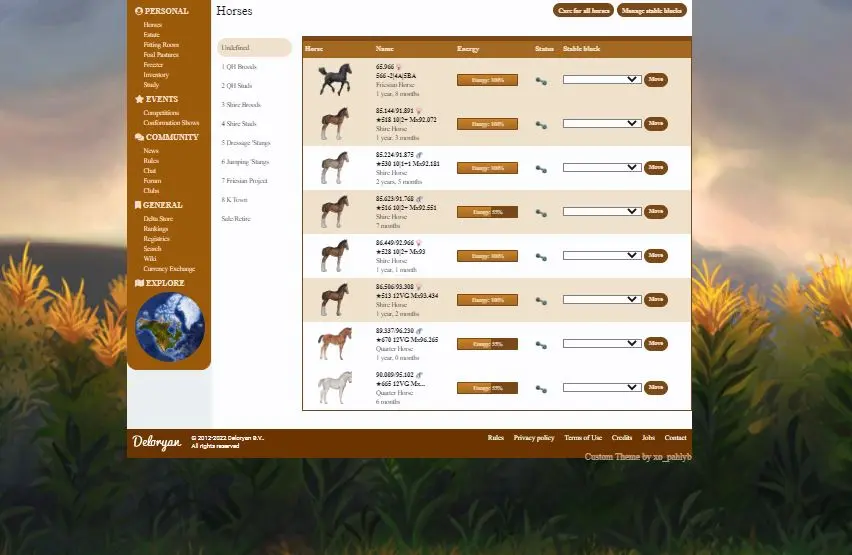 PERSONAL
Horses
Estate
Fitting Room
Foal Pastures
Freezer
Inventory
Study
EVENTS
Competitions
Conformation Shows
COMMUNITY
News
Rules
Chat
Forum
Clubs
GENERAL
Delta Store
Rankings
Registries
Search
Wiki
Currency Exchange
EXPLORE
Horses
Care for all horses
Manage stable blocks
Undefined
1 QH Broods
2 QH Studs
3 Shire Broods
4 Shire Studs
5 Dressage 'Stangs
6 Jumping 'Stangs
7 Friesian Project
8 K Town
Sale/Retire
Horse Name Energy Status Stable block
65.966
566 -2|4A|5BA
Friesian Horse
1 year, 8 months
Energy: 100% Move
85.144/91.891
★518 10|2+ Mx92.072
Shire Horse
1 year, 3 months
Energy: 100% Move
85.224/91.875
★530 10|1+1 Mx92.181
Shire Horse
2 years, 5 months
Energy: 100% Move
85.623/91.768
★516 10|2+ Mx92.551
Shire Horse
7 months
Energy: 55% Move
86.449/92.966
★528 10|2+ Mx93
Shire Horse
1 year, 1 month
Energy: 100% Move
86.506/93.308
★513 12VG Mx93.434
Shire Horse
1 year, 2 months
Energy: 100% Move
89.337/96.230
★670 12VG Mx96.265
Quarter Horse
1 year, 0 months
Energy: 55% Move
90.089/95.102
★665 12VG Mx...
Quarter Horse
6 months
Energy: 55% Move
Deloryan
© 2012-2023 Deloryan B.V.
All rights reserved
Rules Privacy policy Terms of Use Credits Jobs Contact
Custom Theme by xo_pahlyb